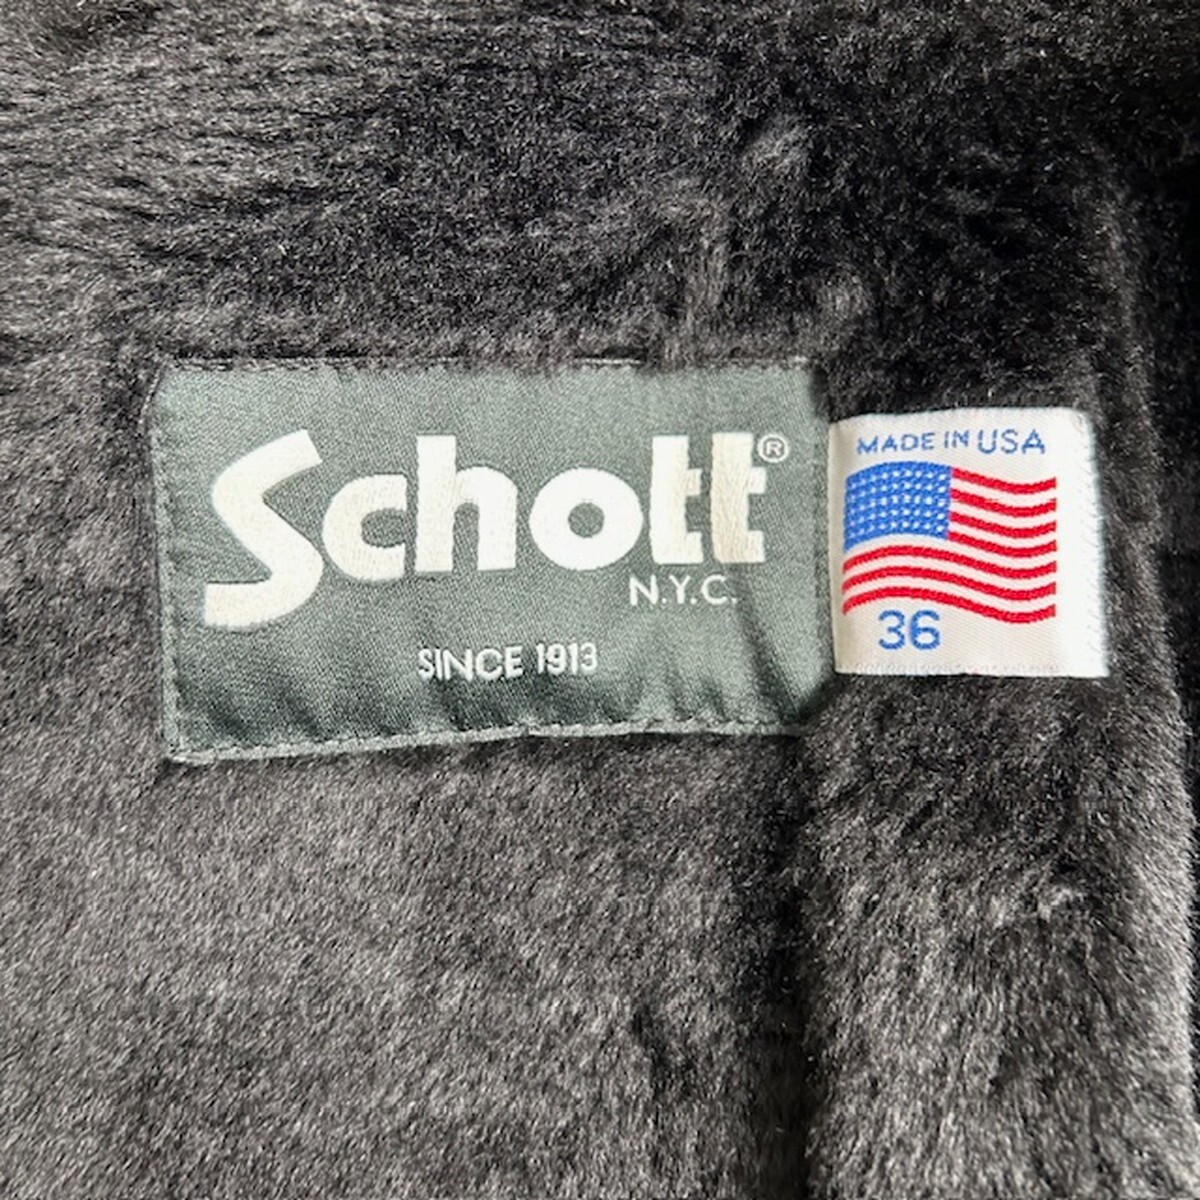 Schott®
N.Y.C.
SINCE 1913
MADE IN USA
36